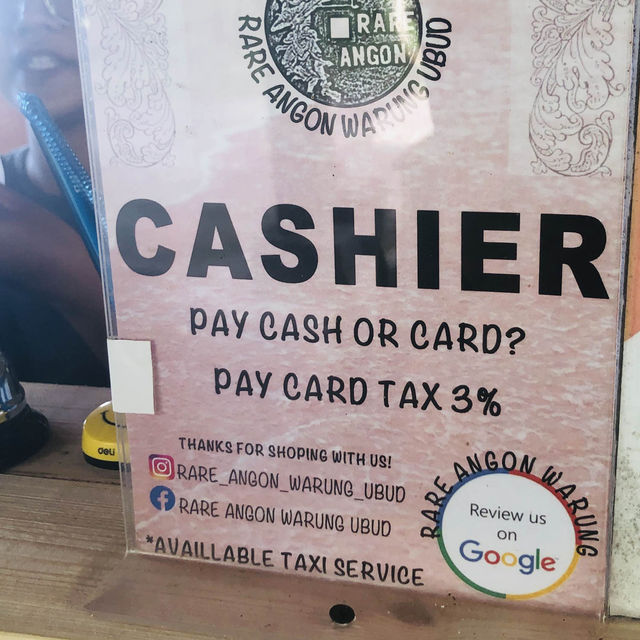 RARE
ANGON
RARE ANGON WARUNG UBUD
CASHIER
PAY CASH OR CARD?
PAY CARD TAX 3%
THANKS FOR SHOPING WITH US!
RARE_ANGON_WARUNG_UBUD
RARE ANGON WARUNG UBUD
*AVAILLABLE TAXI SERVICE
RARE ANGON WARUNG
Review us
on
Google
deli